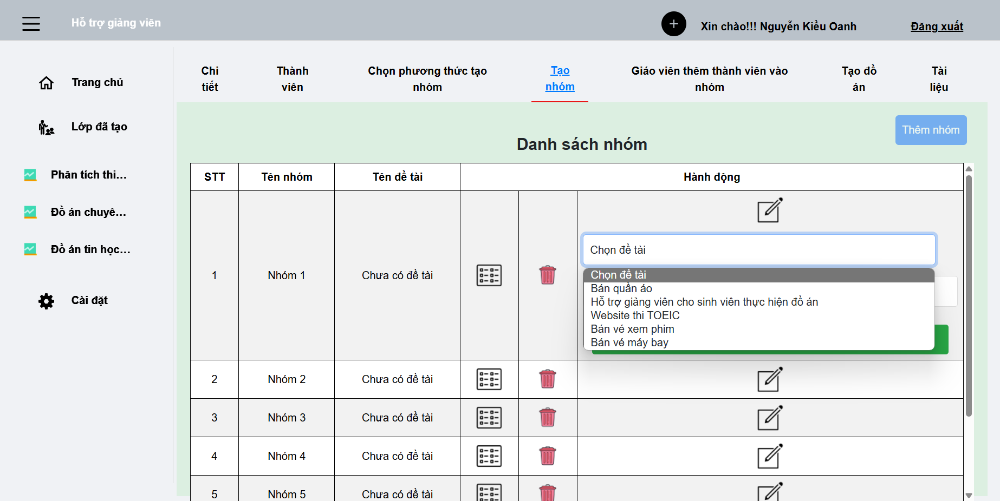 Hỗ trợ giảng viên
Xin chào!!! Nguyễn Kiều Oanh
Đăng xuất
Trang chủ
Lớp đã tạo
Phân tích thi...
Đồ án chuyê...
Đồ án tin học...
Cài đặt
Chi
tiết
Thành
viên
Chọn phương thức tạo
nhóm
Tạo
nhóm
Giáo viên thêm thành viên vào
nhóm
Tạo đồ
án
Tài
liệu
Thêm nhóm
Danh sách nhóm
STT Tên nhóm Tên đề tài Hành động
1 Nhóm 1 Chưa có đề tài
Chọn đề tài
Chọn đề tài
Bán quần áo
Hỗ trợ giảng viên cho sinh viên thực hiện đồ án
Website thi TOEIC
Bán vé xem phim
Bán vé máy bay
2 Nhóm 2 Chưa có đề tài
3 Nhóm 3 Chưa có đề tài
4 Nhóm 4 Chưa có đề tài
5 Nhóm 5 Chưa có đề tài